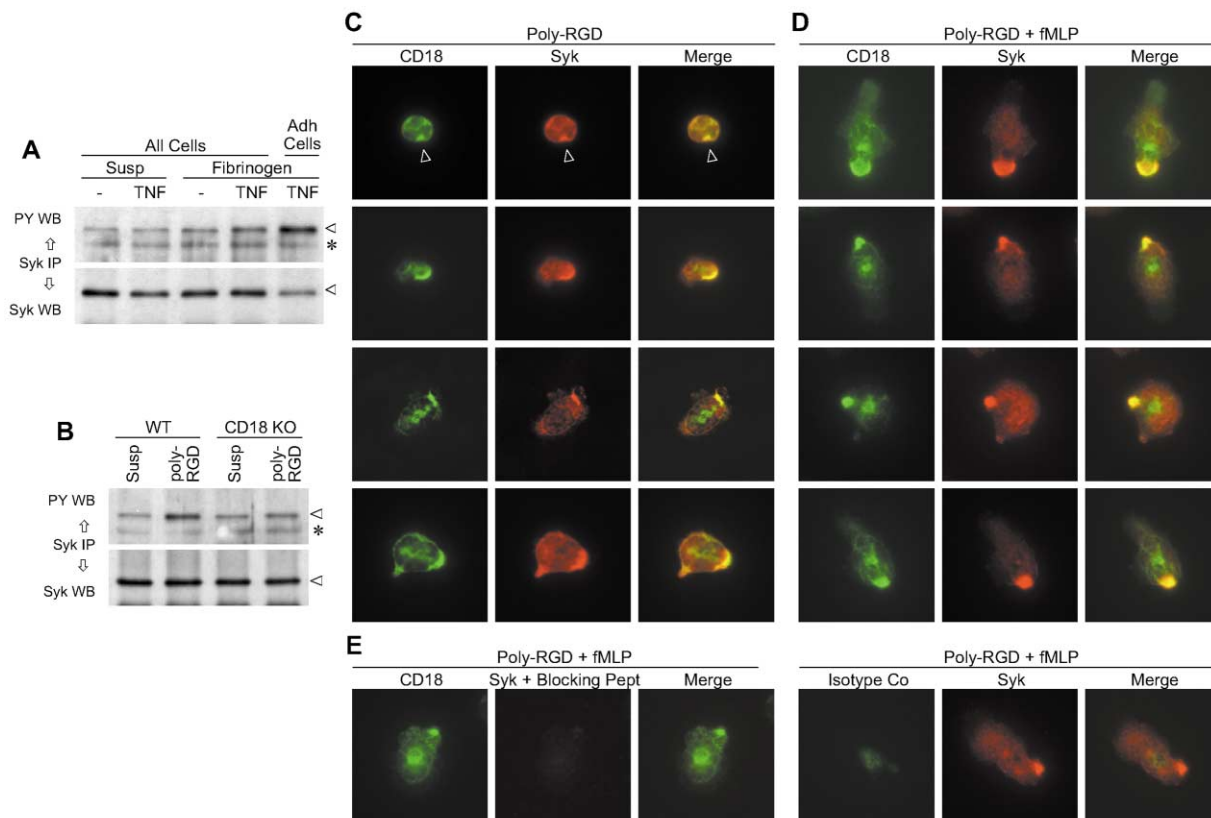 A
All Cells
Adh Cells
Susp
Fibrinogen
-
TNF
-
TNF
TNF
PY WB
⇧
Syk IP
⇩
Syk WB
*
B
WT
CD18 KO
Susp
poly-RGD
Susp
poly-RGD
PY WB
⇧
Syk IP
⇩
Syk WB
*
C
Poly-RGD
CD18
Syk
Merge
D
Poly-RGD + fMLP
CD18
Syk
Merge
E
Poly-RGD + fMLP
CD18
Syk + Blocking Pept
Merge
Poly-RGD + fMLP
Isotype Co
Syk
Merge